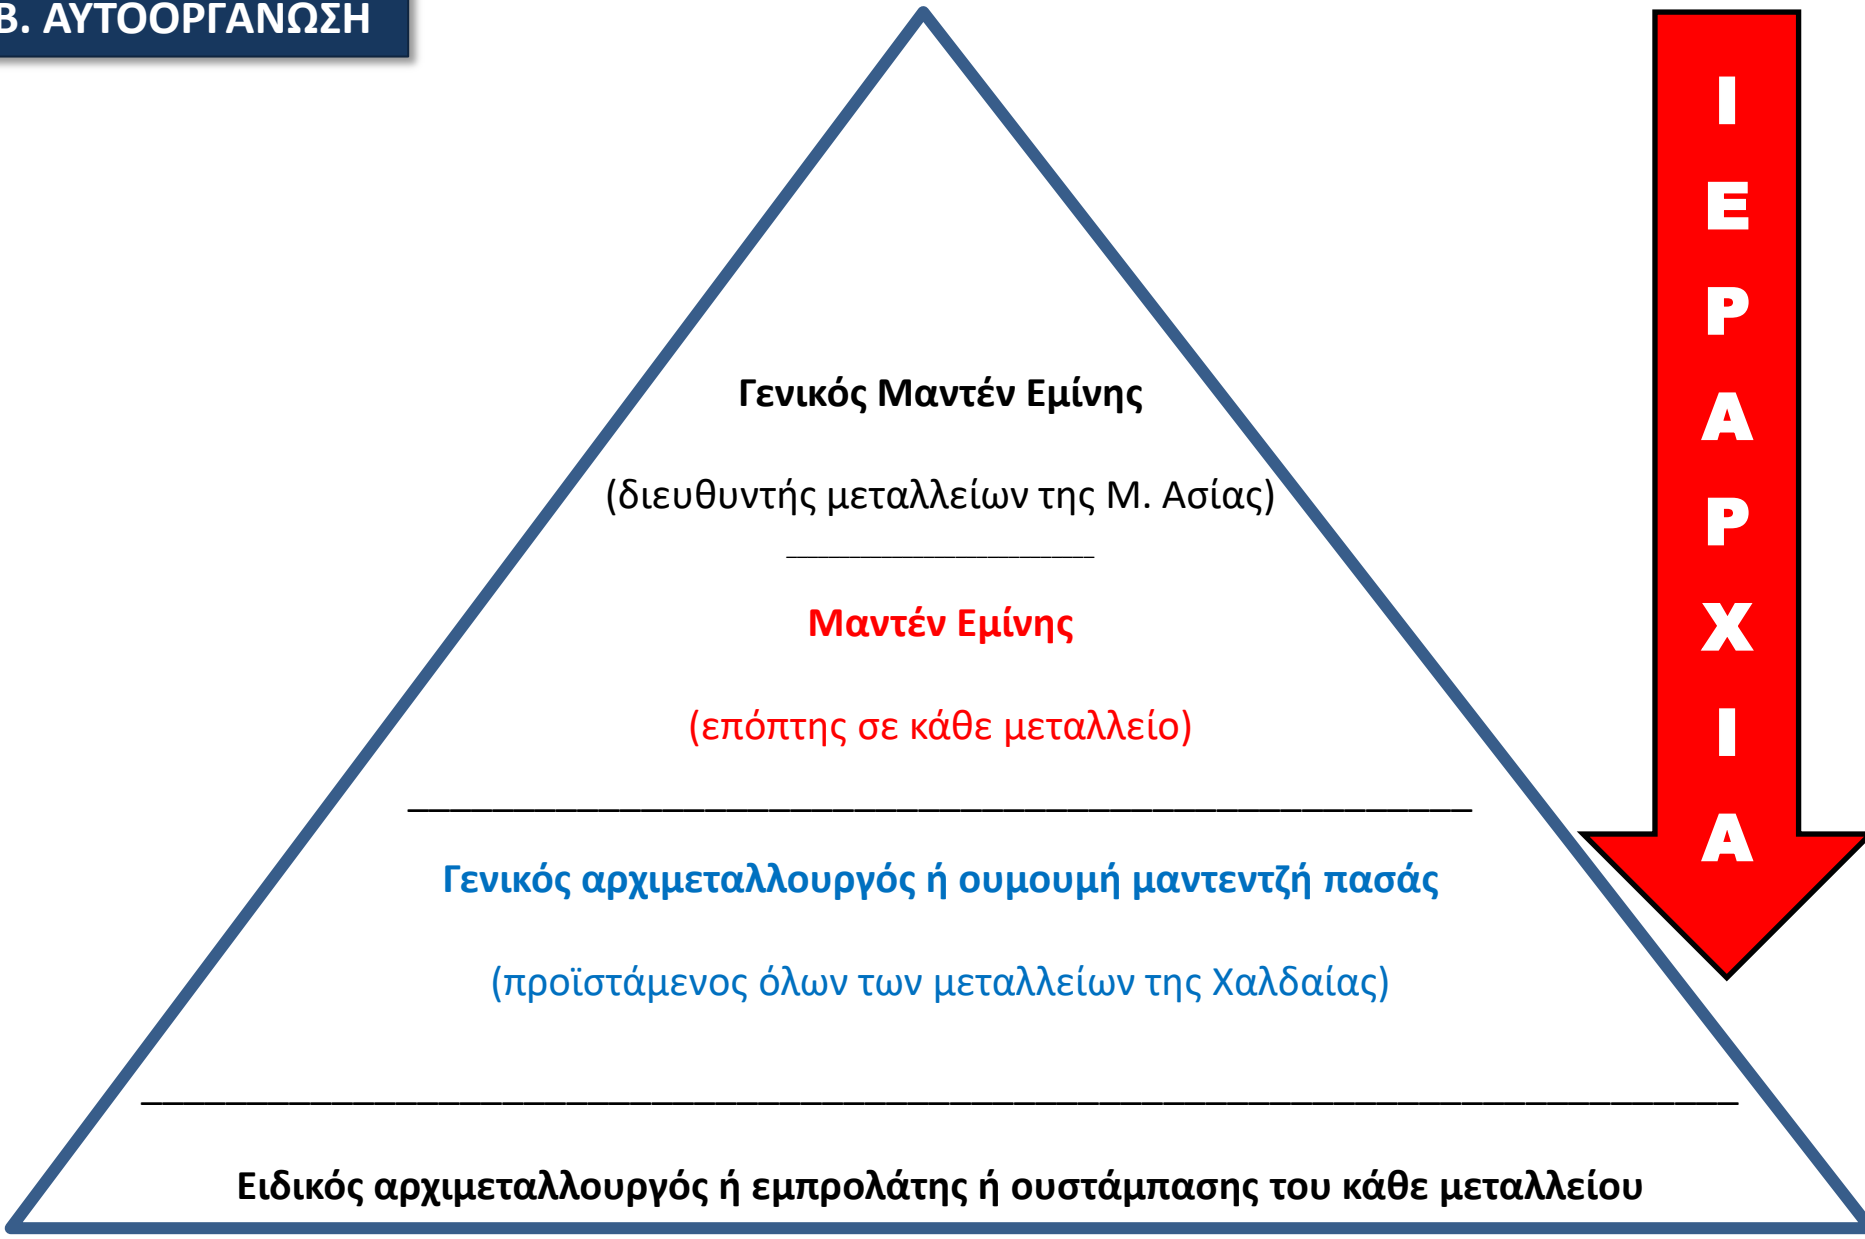 Β. ΑΥΤΟΟΡΓΑΝΩΣΗ
Γενικός Μαντέν Εμίνης
(διευθυντής μεταλλείων της Μ. Ασίας)
Μαντέν Εμίνης
(επόπτης σε κάθε μεταλλείο)
Γενικός αρχιμεταλλουργός ή ουμουμή μαντεντζή πασάς
(προϊστάμενος όλων των μεταλλείων της Χαλδαίας)
Ειδικός αρχιμεταλλουργός ή εμπρολάτης ή ουστάμπασης του κάθε μεταλλείου
Ι
Ε
Ρ
Α
Ρ
Χ
Ι
Α